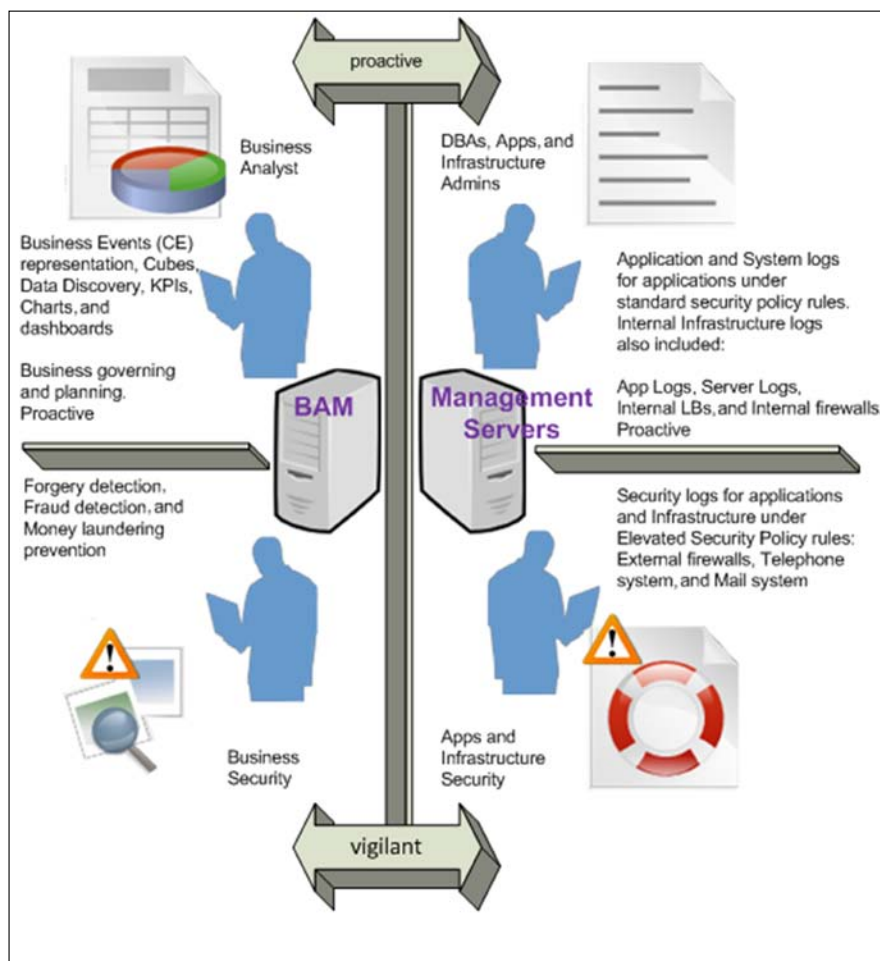 proactive
Business
Analyst
DBAs, Apps, and
Infrastructure
Admins
Business Events (CE)
representation, Cubes,
Data Discovery, KPIs,
Charts, and
dashboards
Business governing
and planning.
Proactive
Application and System logs
for applications under
standard security policy rules.
Internal Infrastructure logs
also included:
App Logs, Server Logs,
Internal LBs, and Internal firewalls
Proactive
BAM
Management
Servers
Forgery detection,
Fraud detection, and
Money laundering
prevention
Security logs for applications
and Infrastructure under
Elevated Security Policy rules:
External firewalls, Telephone
system, and Mail system
Business
Security
Apps and
Infrastructure
Security
vigilant